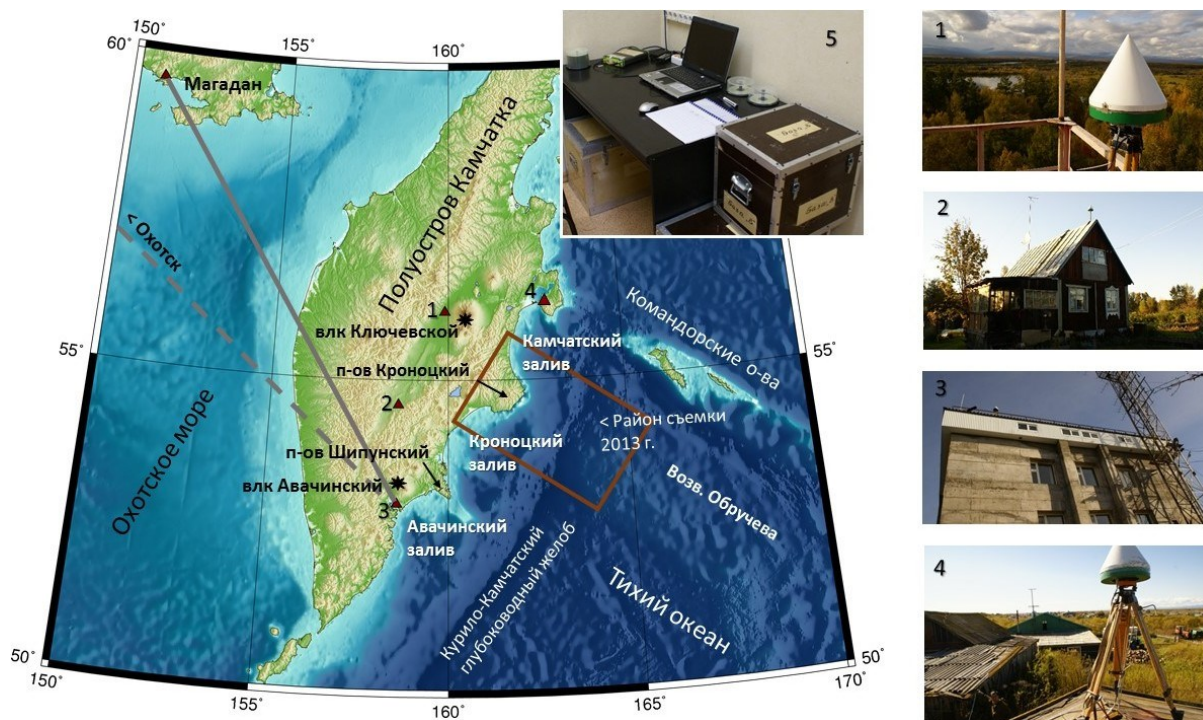 150˚
155˚
160˚
60˚
Магадан
Полуостров Камчатка
< Охотск
Охотское море
1
влк Ключевской
4
Камчатский
залив
Командорские о-ва
55˚
55˚
п-ов Кроноцкий
2
< Район съемки
2013 г.
Кроноцкий
залив
п-ов Шипунский
влк Авачинский
3
Авачинский
залив
Возв. Обручева
Курило-Камчатский
глубоководный желоб
Тихий океан
50˚
50˚
150˚
155˚
160˚
165˚
170˚
5
База_Б
База_А
1
2
3
4